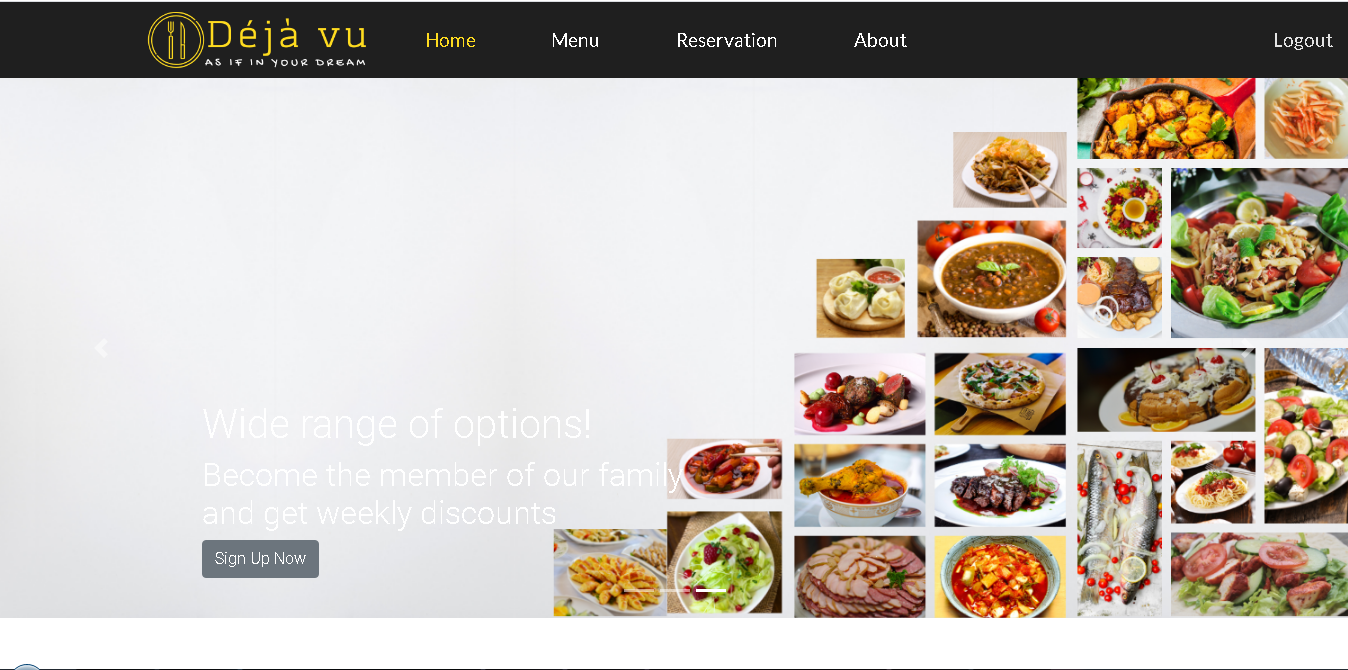 Déjà vu
AS IF IN YOUR DREAM
Home
Menu
Reservation
About
Logout
Wide range of options!
Become the member of our family
and get weekly discounts
Sign Up Now